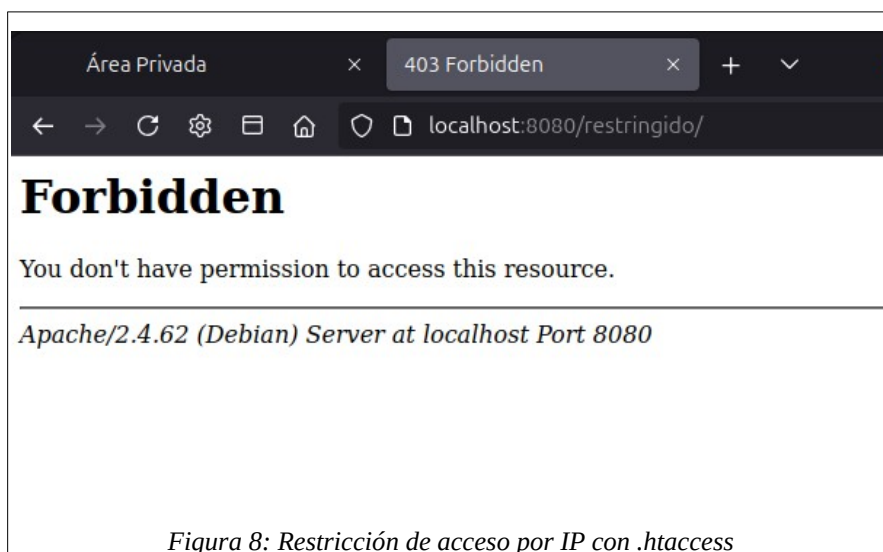 Área Privada
403 Forbidden
localhost:8080/restringido/
Forbidden
You don't have permission to access this resource.
Apache/2.4.62 (Debian) Server at localhost Port 8080
Figura 8: Restricción de acceso por IP con .htaccess